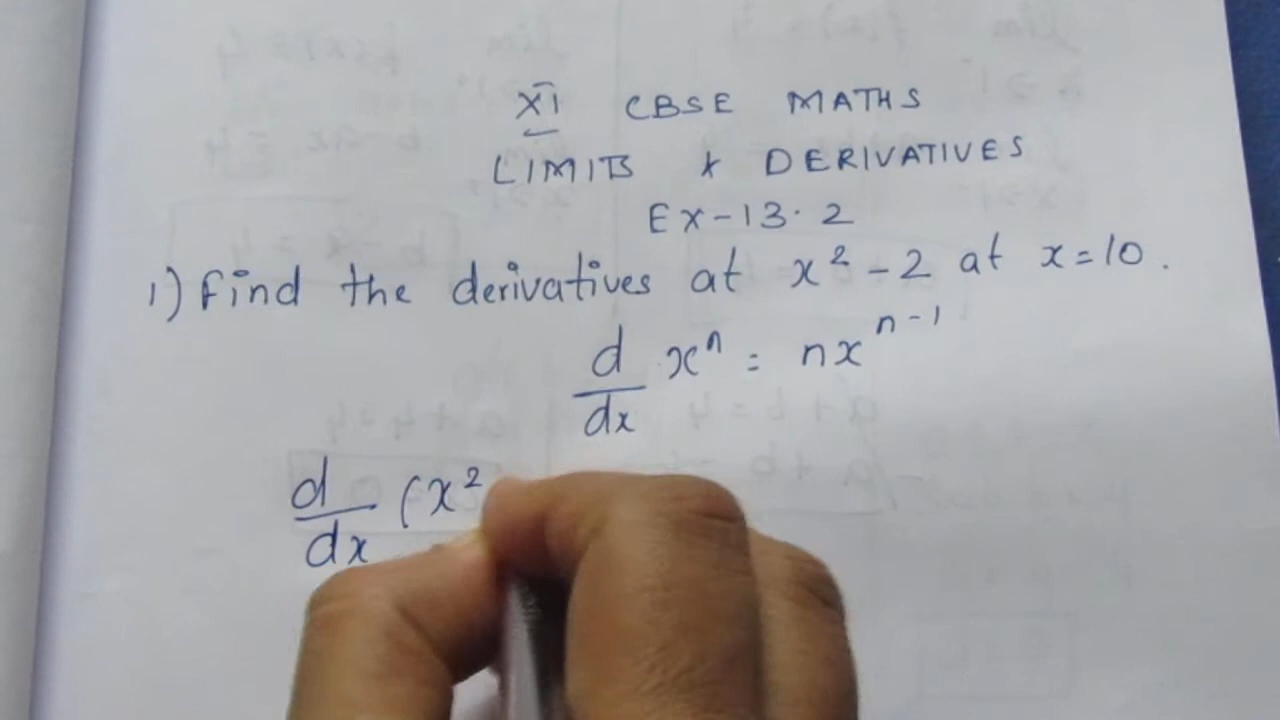 XI CBSE MATHS
LIMITS & DERIVATIVES
Ex-13.2
1) Find the derivatives at x² - 2 at x = 10.
d/dx xⁿ = nxⁿ⁻¹
d/dx (x²